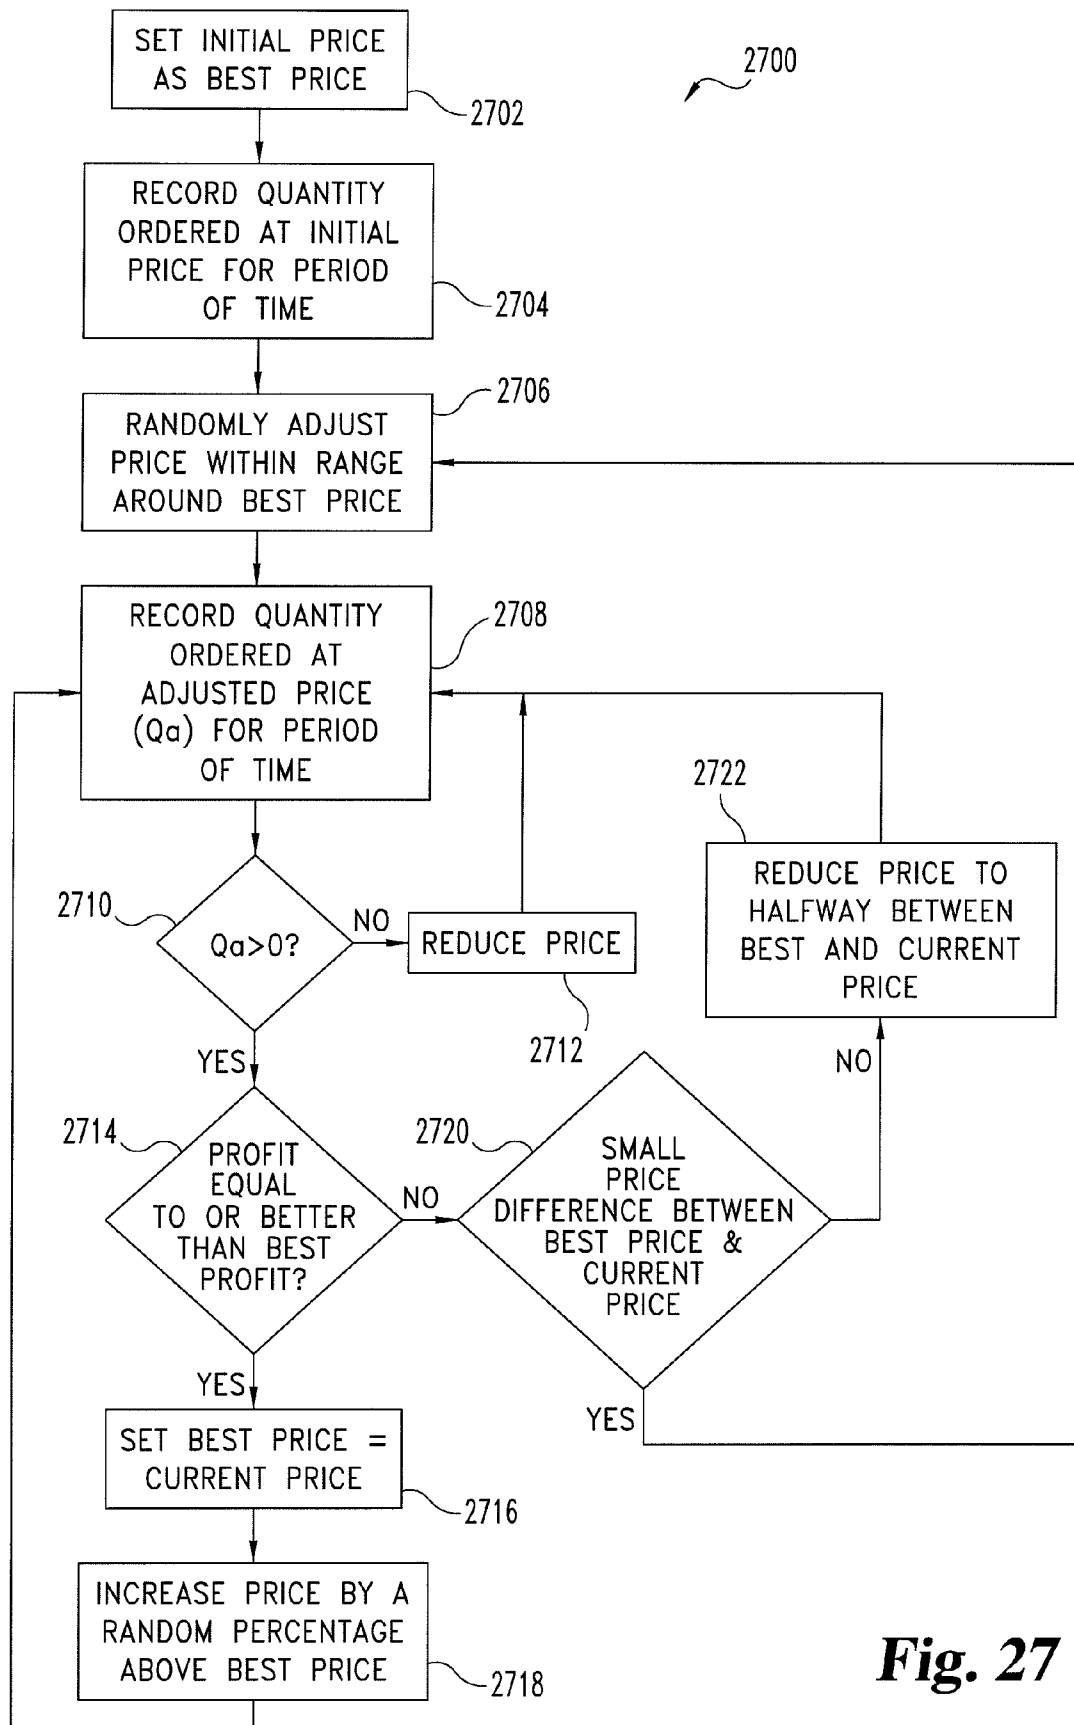 SET INITIAL PRICE
AS BEST PRICE
2700
2702
RECORD QUANTITY
ORDERED AT INITIAL
PRICE FOR PERIOD
OF TIME
2704
2706
RANDOMLY ADJUST
PRICE WITHIN RANGE
AROUND BEST PRICE
RECORD QUANTITY
ORDERED AT
ADJUSTED PRICE
(Qa) FOR PERIOD
OF TIME
2708
2722
REDUCE PRICE TO
HALFWAY BETWEEN
BEST AND CURRENT
PRICE
2710
Qa>0?
NO
REDUCE PRICE
2712
YES
NO
2714
PROFIT
EQUAL
TO OR BETTER
THAN BEST
PROFIT?
NO
2720
SMALL
PRICE
DIFFERENCE BETWEEN
BEST PRICE &
CURRENT
PRICE
YES
YES
SET BEST PRICE =
CURRENT PRICE
2716
INCREASE PRICE BY A
RANDOM PERCENTAGE
ABOVE BEST PRICE
2718
Fig. 27